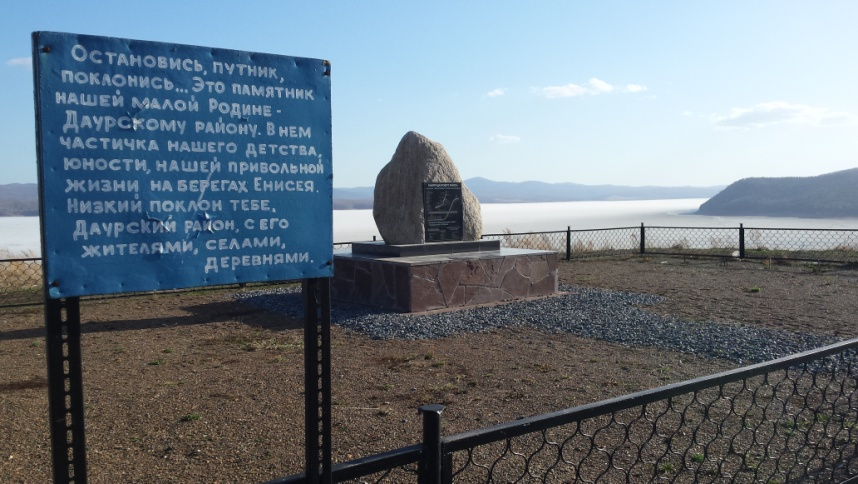 Остановись, путник,
поклонись... Это памятник
нашей малой Родине -
Даурскому району. В нем
частичка нашего детства,
юности, нашей привольной
жизни на берегах Енисея.
Низкий поклон тебе,
Даурский район, с его
жителями, селами,
деревнями.